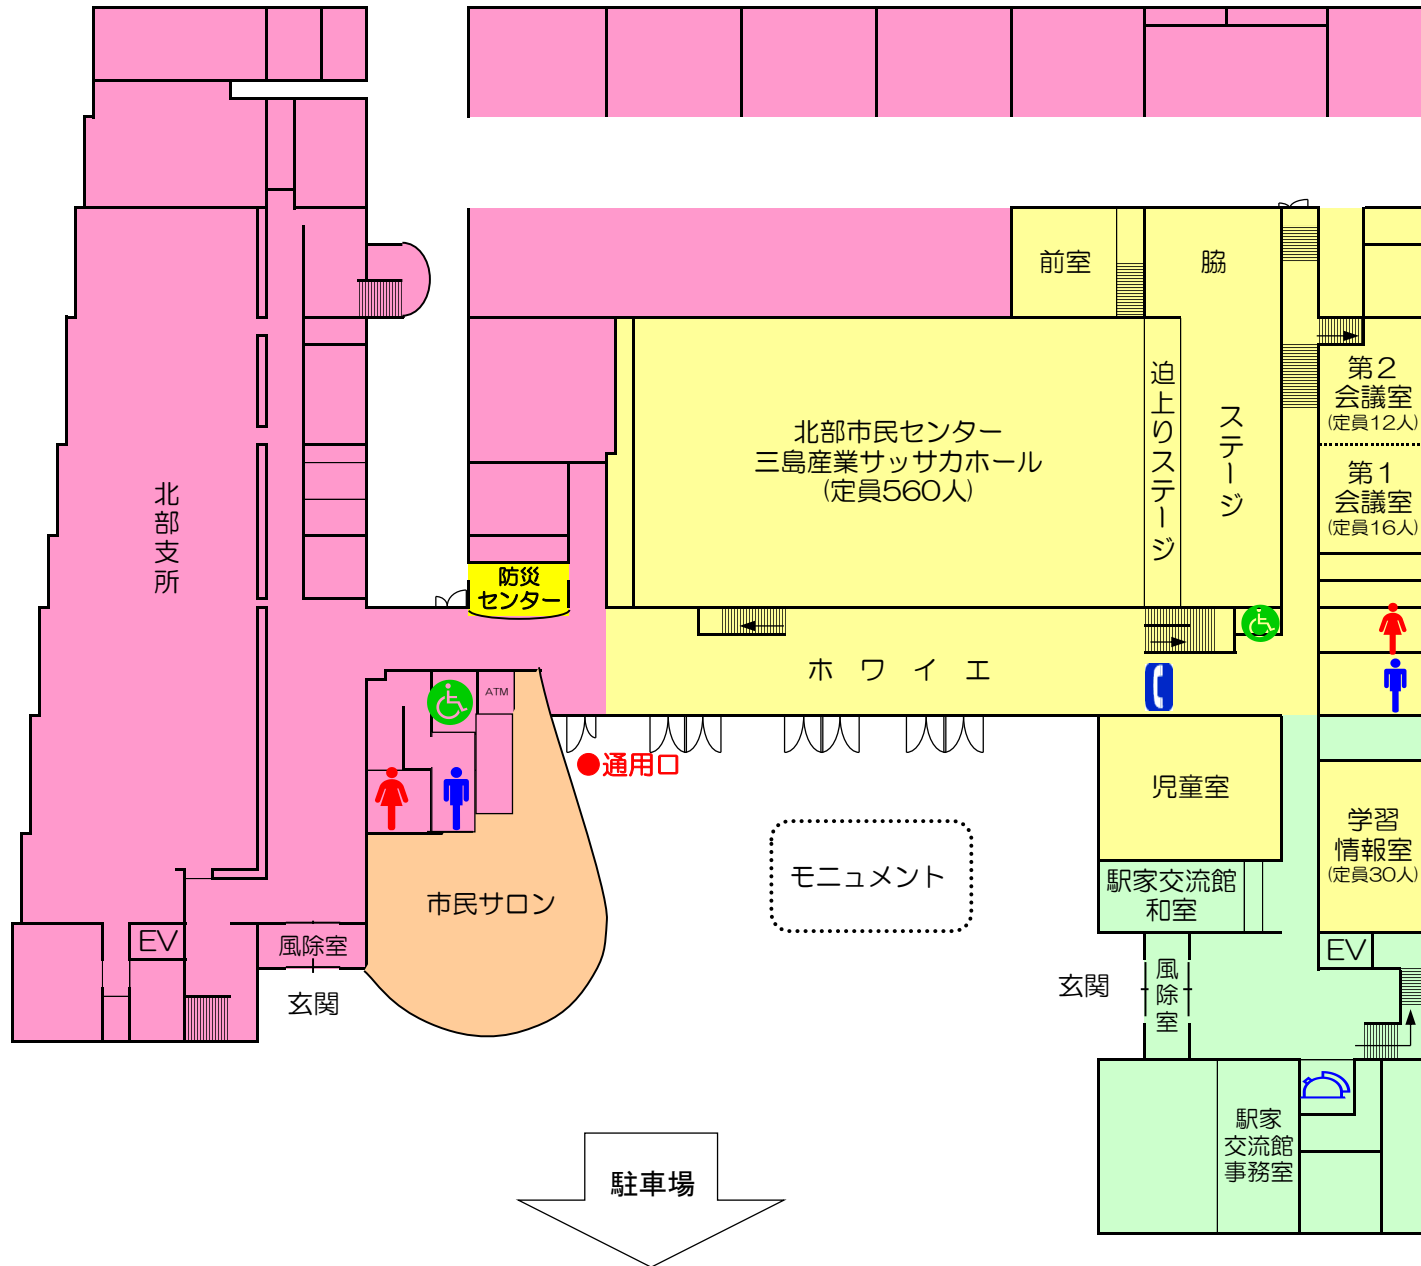 前室
脇
ステージ
迫上りステージ
第2
会議室
(定員12人)
第1
会議室
(定員16人)
北部市民センター
三島産業サッサカホール
(定員560人)
北部支所
防災
センター
ホワイエ
ATM
●通用口
児童室
学習
情報室
(定員30人)
モニュメント
駅家交流館
和室
市民サロン
EV
風除室
玄関
EV
玄関
風除室
駅家
交流館
事務室
駐車場